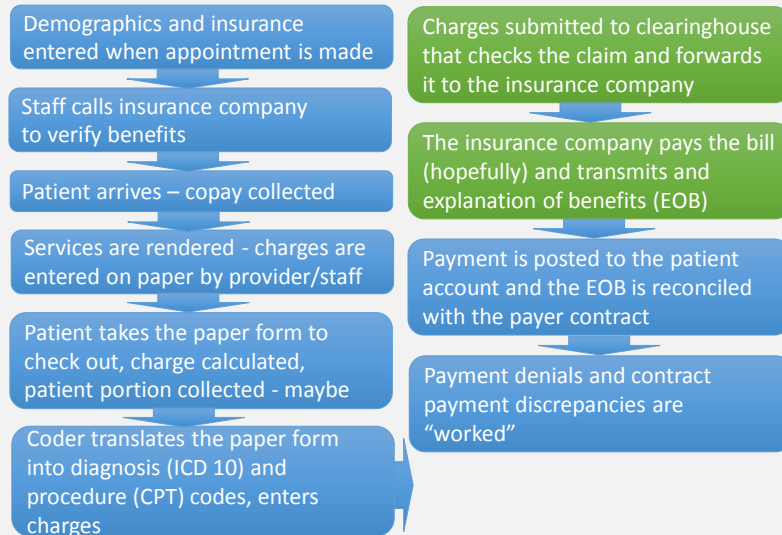 Demographics and insurance
entered when appointment is made
Staff calls insurance company
to verify benefits
Patient arrives – copay collected
Services are rendered - charges are
entered on paper by provider/staff
Patient takes the paper form to
check out, charge calculated,
patient portion collected - maybe
Coder translates the paper form
into diagnosis (ICD 10) and
procedure (CPT) codes, enters
charges
Charges submitted to clearinghouse
that checks the claim and forwards
it to the insurance company
The insurance company pays the bill
(hopefully) and transmits and
explanation of benefits (EOB)
Payment is posted to the patient
account and the EOB is reconciled
with the payer contract
Payment denials and contract
payment discrepancies are
“worked”